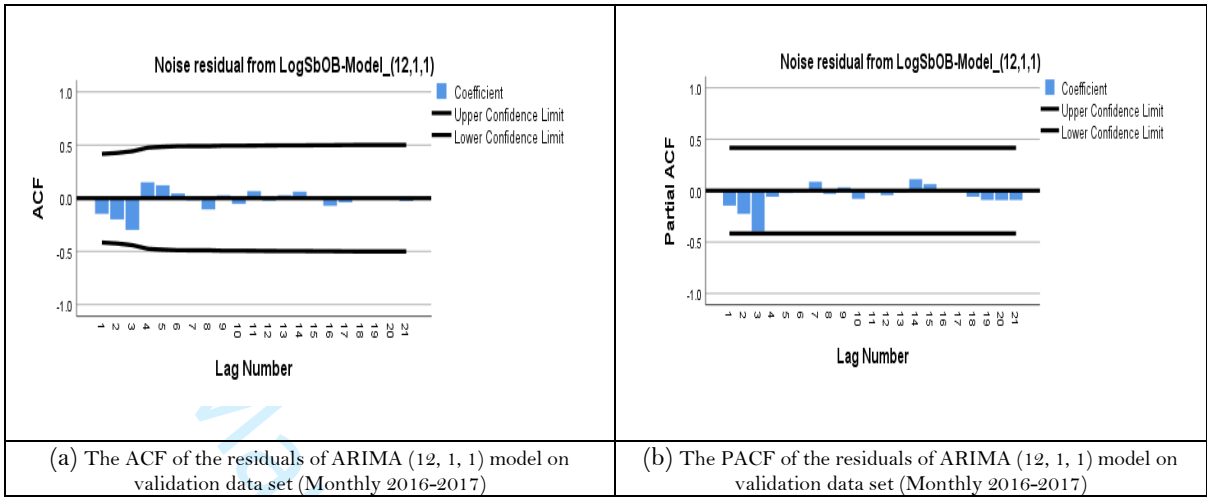 Noise residual from LogSbOB-Model_(12,1,1)
1.0
0.5
0.0
-0.5
-1.0
ACF
1 2 3 4 5 6 7 8 9 10 11 12 13 14 15 16 17 18 19 20 21
Lag Number
Coefficient
Upper Confidence Limit
Lower Confidence Limit
Noise residual from LogSbOB-Model_(12,1,1)
1.0
0.5
0.0
-0.5
-1.0
Partial ACF
1 2 3 4 5 6 7 8 9 10 11 12 13 14 15 16 17 18 19 20 21
Lag Number
Coefficient
Upper Confidence Limit
Lower Confidence Limit
(a) The ACF of the residuals of ARIMA (12, 1, 1) model on
validation data set (Monthly 2016-2017)
(b) The PACF of the residuals of ARIMA (12, 1, 1) model on
validation data set (Monthly 2016-2017)